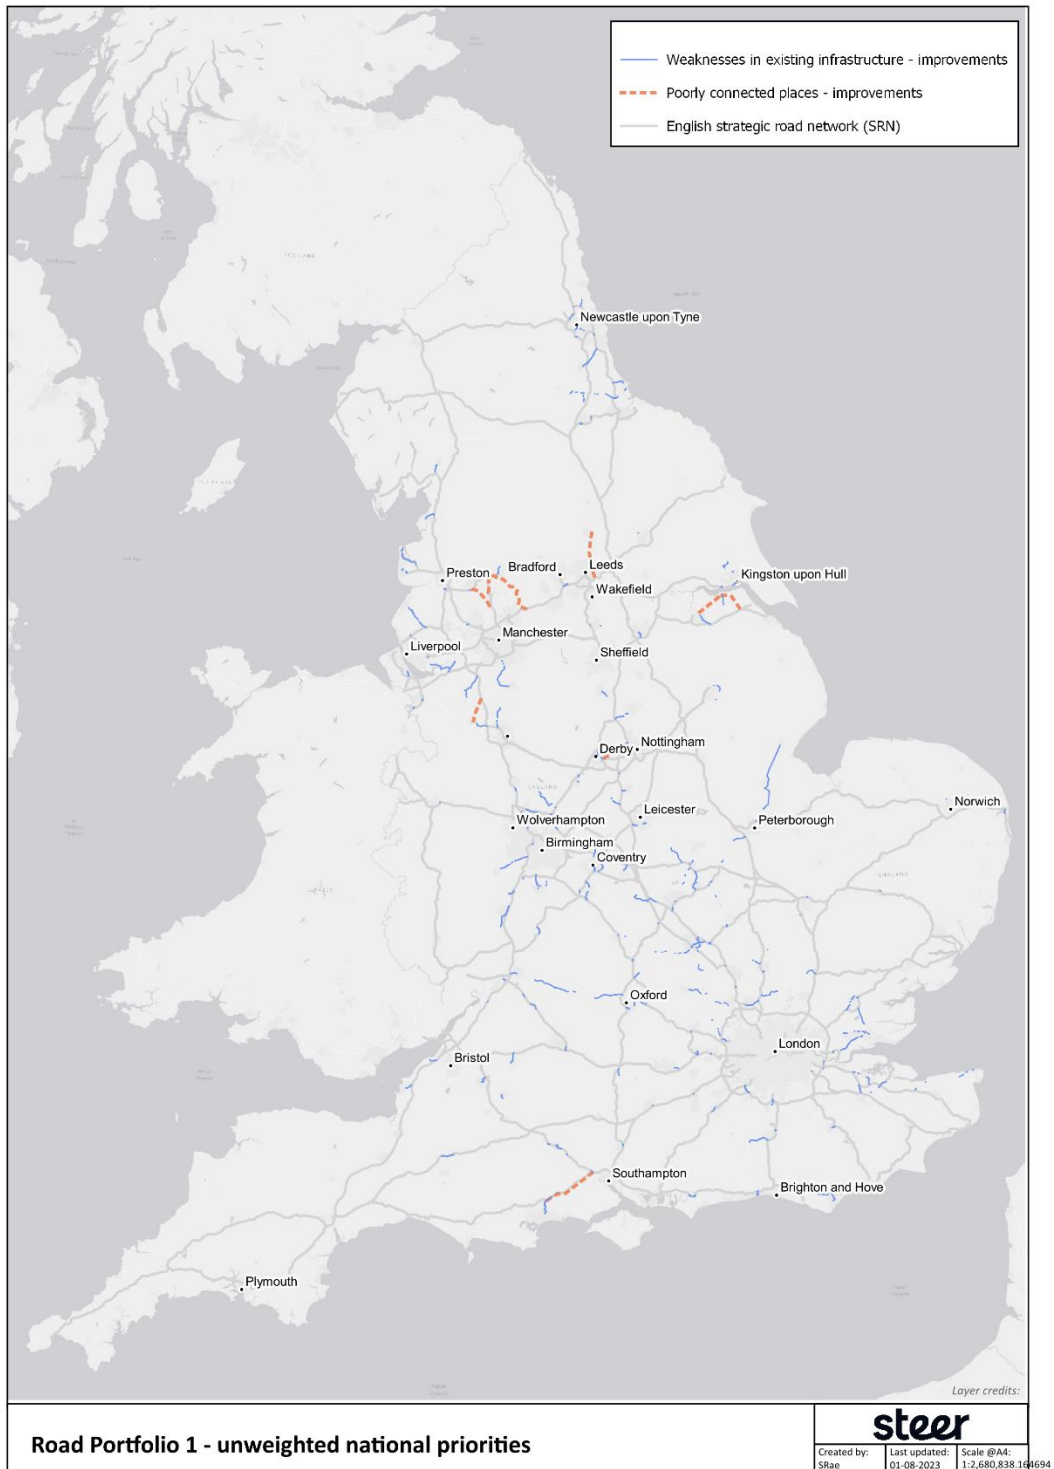 Weaknesses in existing infrastructure - improvements
Poorly connected places - improvements
English strategic road network (SRN)
SCOTLAND
Newcastle upon Tyne
Preston
Bradford
Leeds
Wakefield
Kingston upon Hull
Manchester
Liverpool
Sheffield
Derby
Nottingham
ENGLAND
Leicester
Norwich
Wolverhampton
Peterborough
Birmingham
Coventry
ENGLAND
Oxford
London
Bristol
Southampton
Brighton and Hove
Plymouth
Layer credits:
Road Portfolio 1 - unweighted national priorities
steer
Created by:
SRae
Last updated:
01-08-2023
Scale @A4:
1:2,680,838.164694